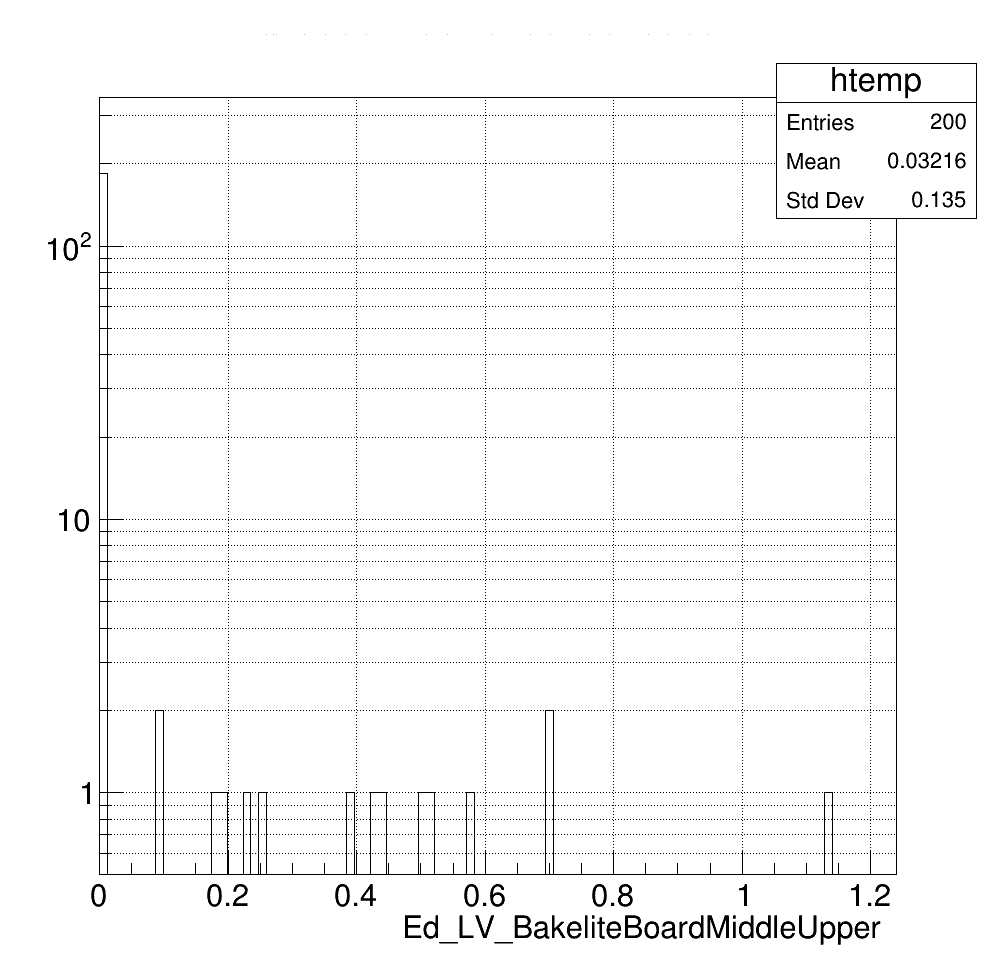 htemp
Entries 200
Mean 0.03216
Std Dev 0.135
10²
10
1
0 0.2 0.4 0.6 0.8 1 1.2
Ed_LV_BakeliteBoardMiddleUpper